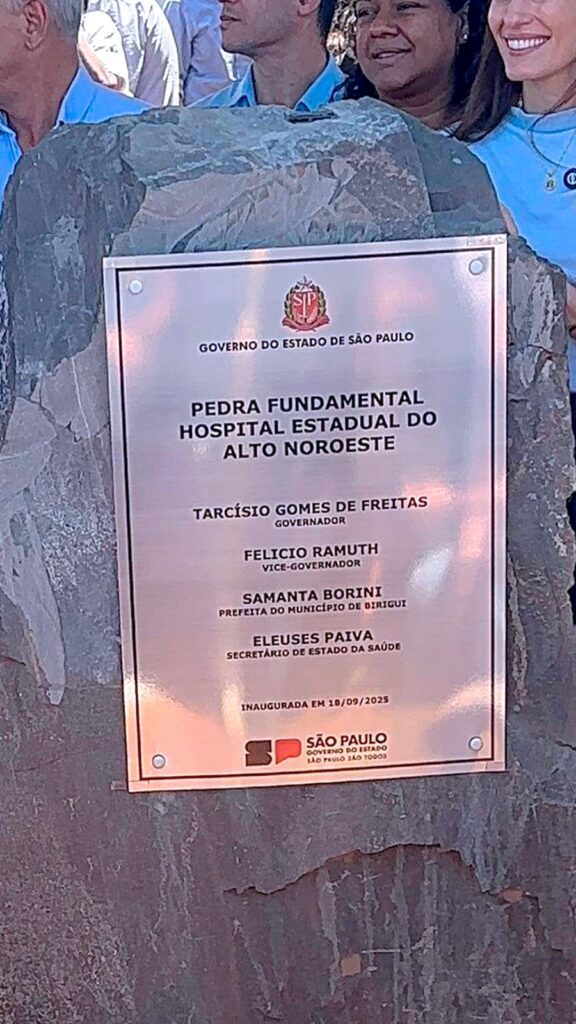 SP
GOVERNO DO ESTADO DE SÃO PAULO
PEDRA FUNDAMENTAL
HOSPITAL ESTADUAL DO
ALTO NOROESTE
TARCÍSIO GOMES DE FREITAS
GOVERNADOR
FELICIO RAMUTH
VICE-GOVERNADOR
SAMANTA BORINI
PREFEITA DO MUNICÍPIO DE BIRIGUI
ELEUSES PAIVA
SECRETÁRIO DE ESTADO DA SAÚDE
INAUGURADA EM 18/09/2025
SP
SÃO PAULO
GOVERNO DO ESTADO
SÃO PAULO SÃO TODOS